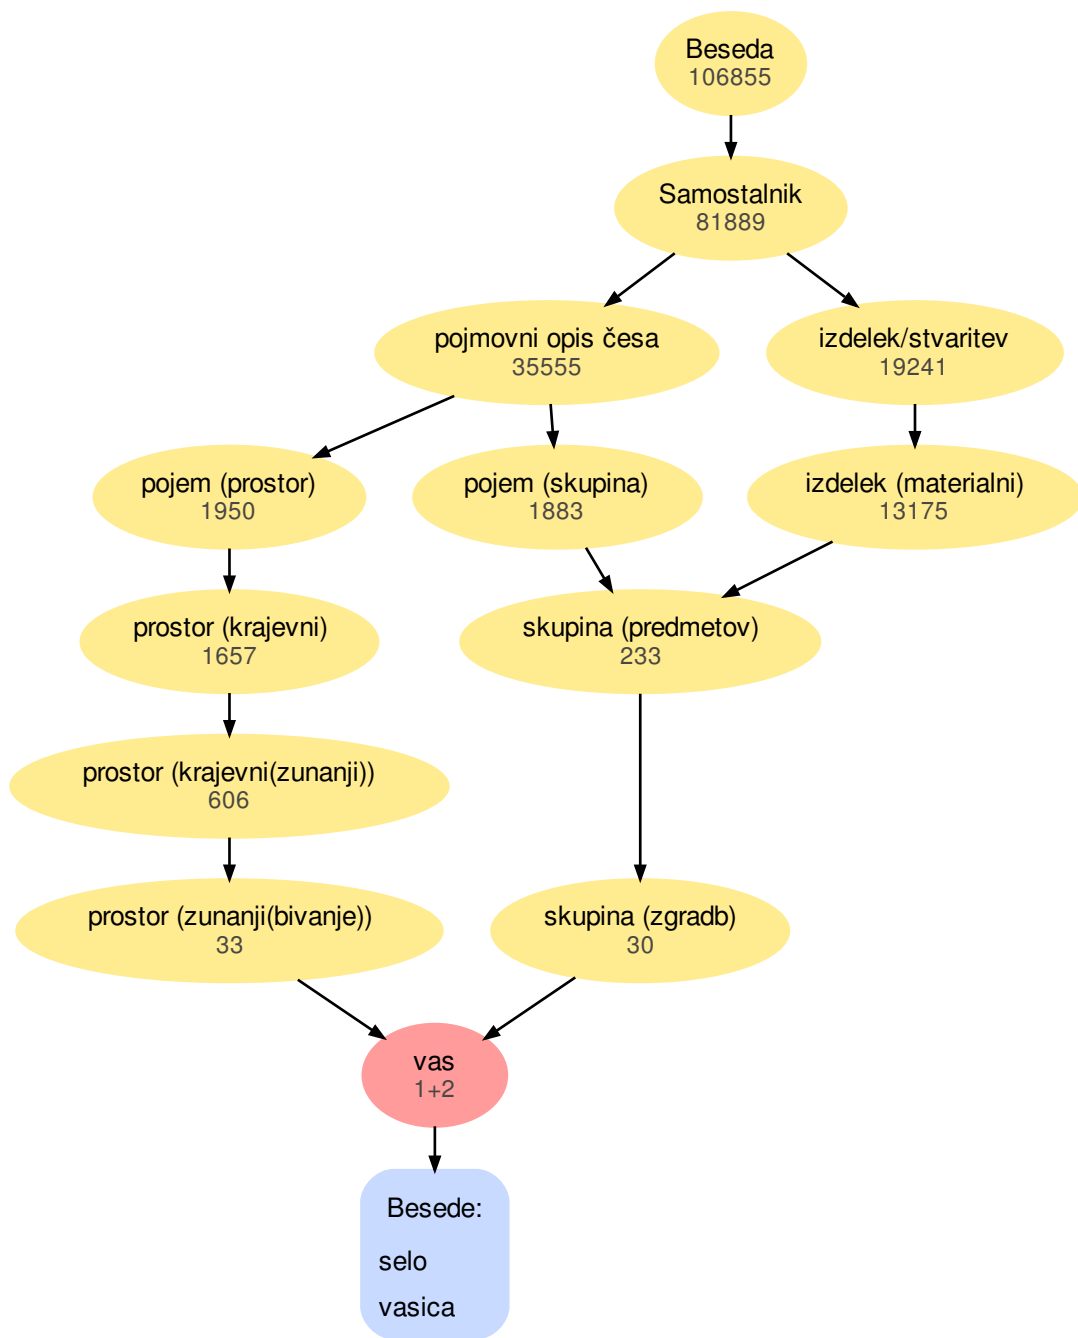 Beseda
106855
Samostalnik
81889
pojmovni opis česa
35555
izdelek/stvaritev
19241
pojem (prostor)
1950
pojem (skupina)
1883
izdelek (materialni)
13175
prostor (krajevni)
1657
skupina (predmetov)
233
prostor (krajevni(zunanji))
606
prostor (zunanji(bivanje))
33
skupina (zgradb)
30
vas
1+2
Besede:
selo
vasica